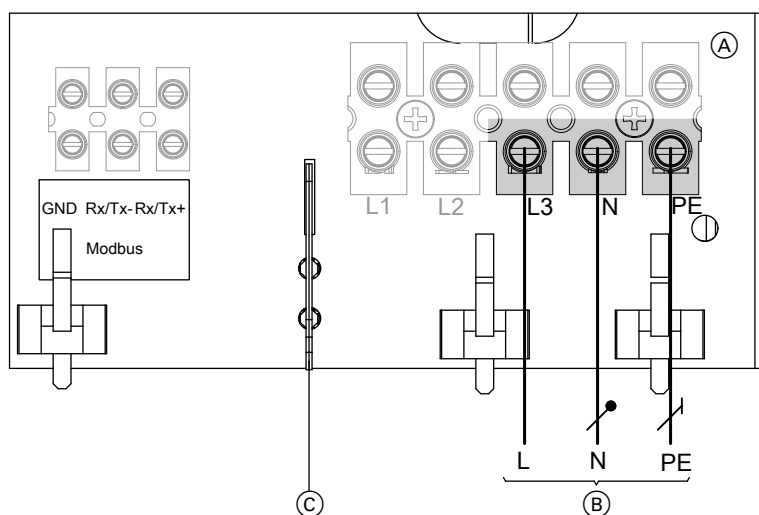 A
L1 L2 L3 N PE
GND Rx/Tx- Rx/Tx+
Modbus
L N PE
C B